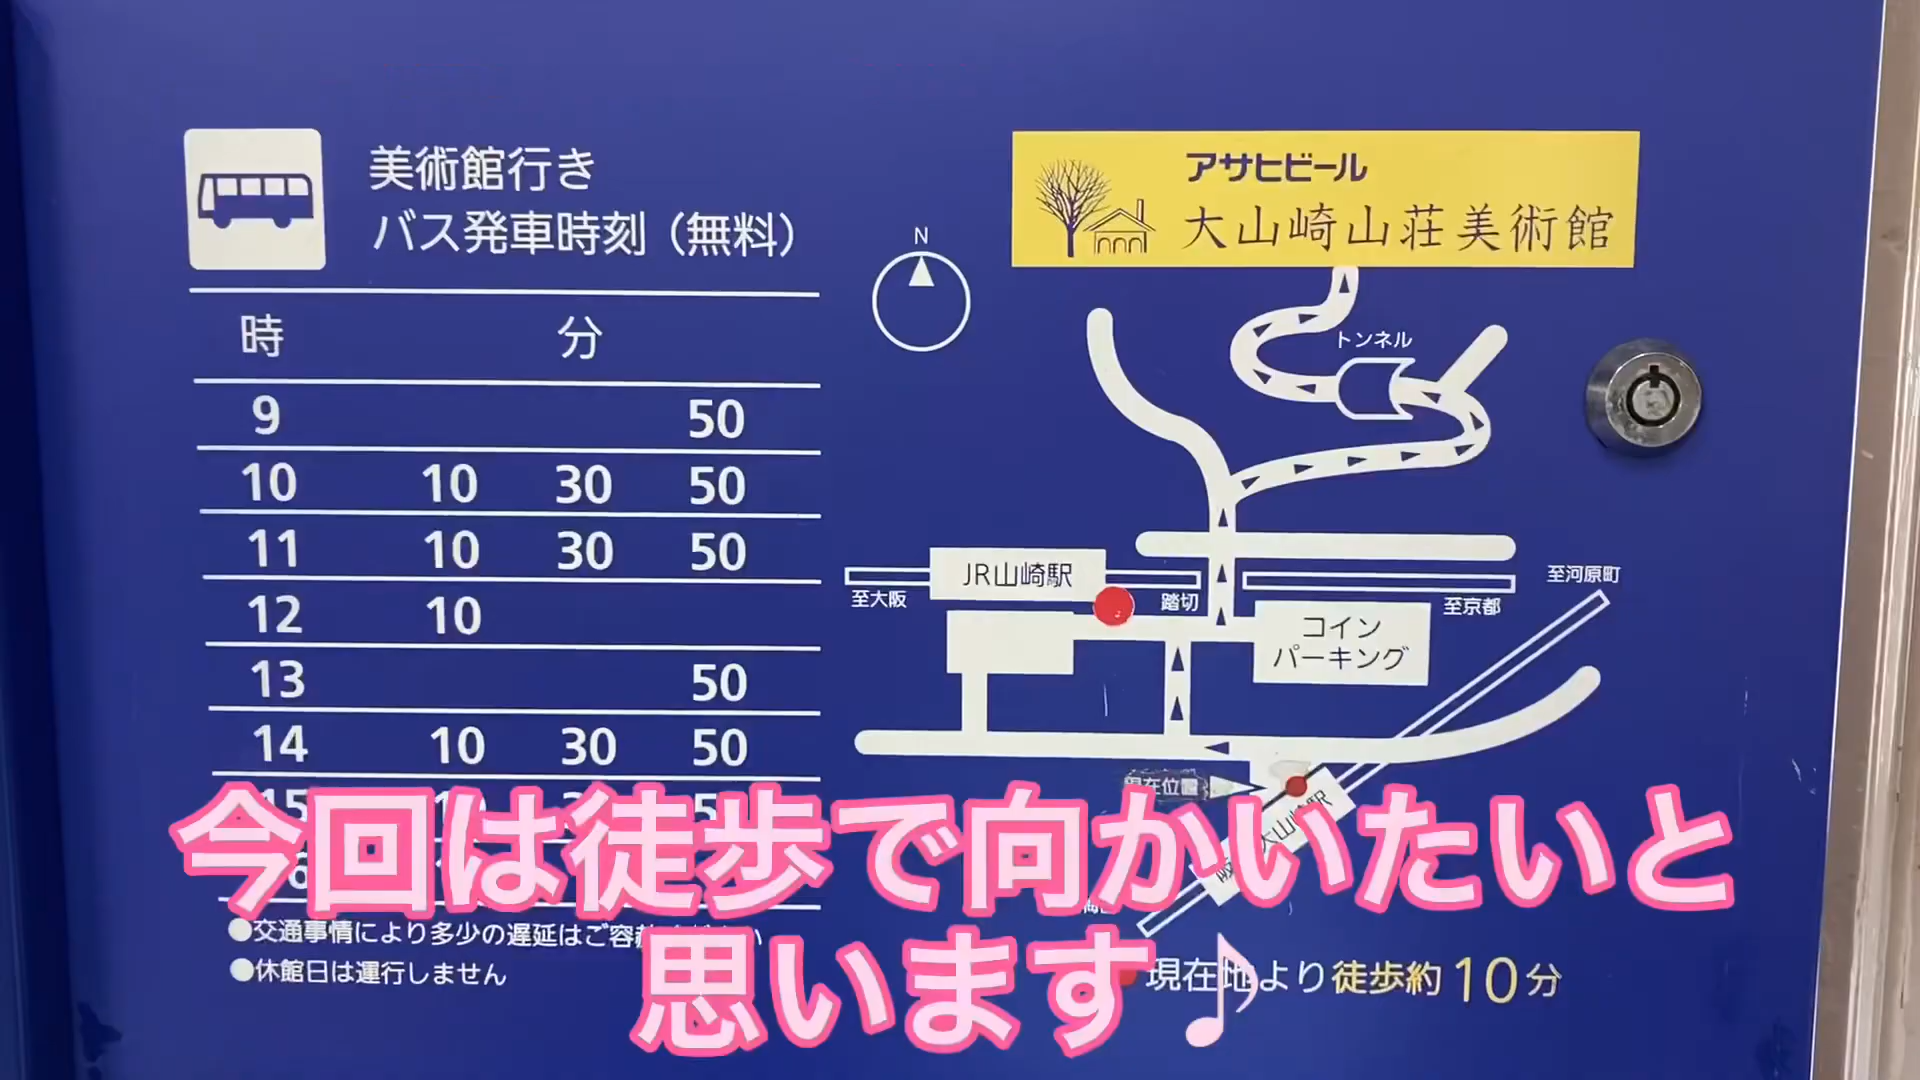 美術館行き
バス発車時刻（無料）
時 分
9 50
10 10 30 50
11 10 30 50
12 10
13 50
14 10 30 50
15
アサヒビール
大山崎山荘美術館
N
トンネル
JR山崎駅
至大阪
踏切
至京都
至河原町
コイン
パーキング
現在位置
大山崎駅
今回は徒歩で向かいたいと
思います♪
●交通事情により多少の遅延はご容赦
●休館日は運行しません
現在地より徒歩約10分